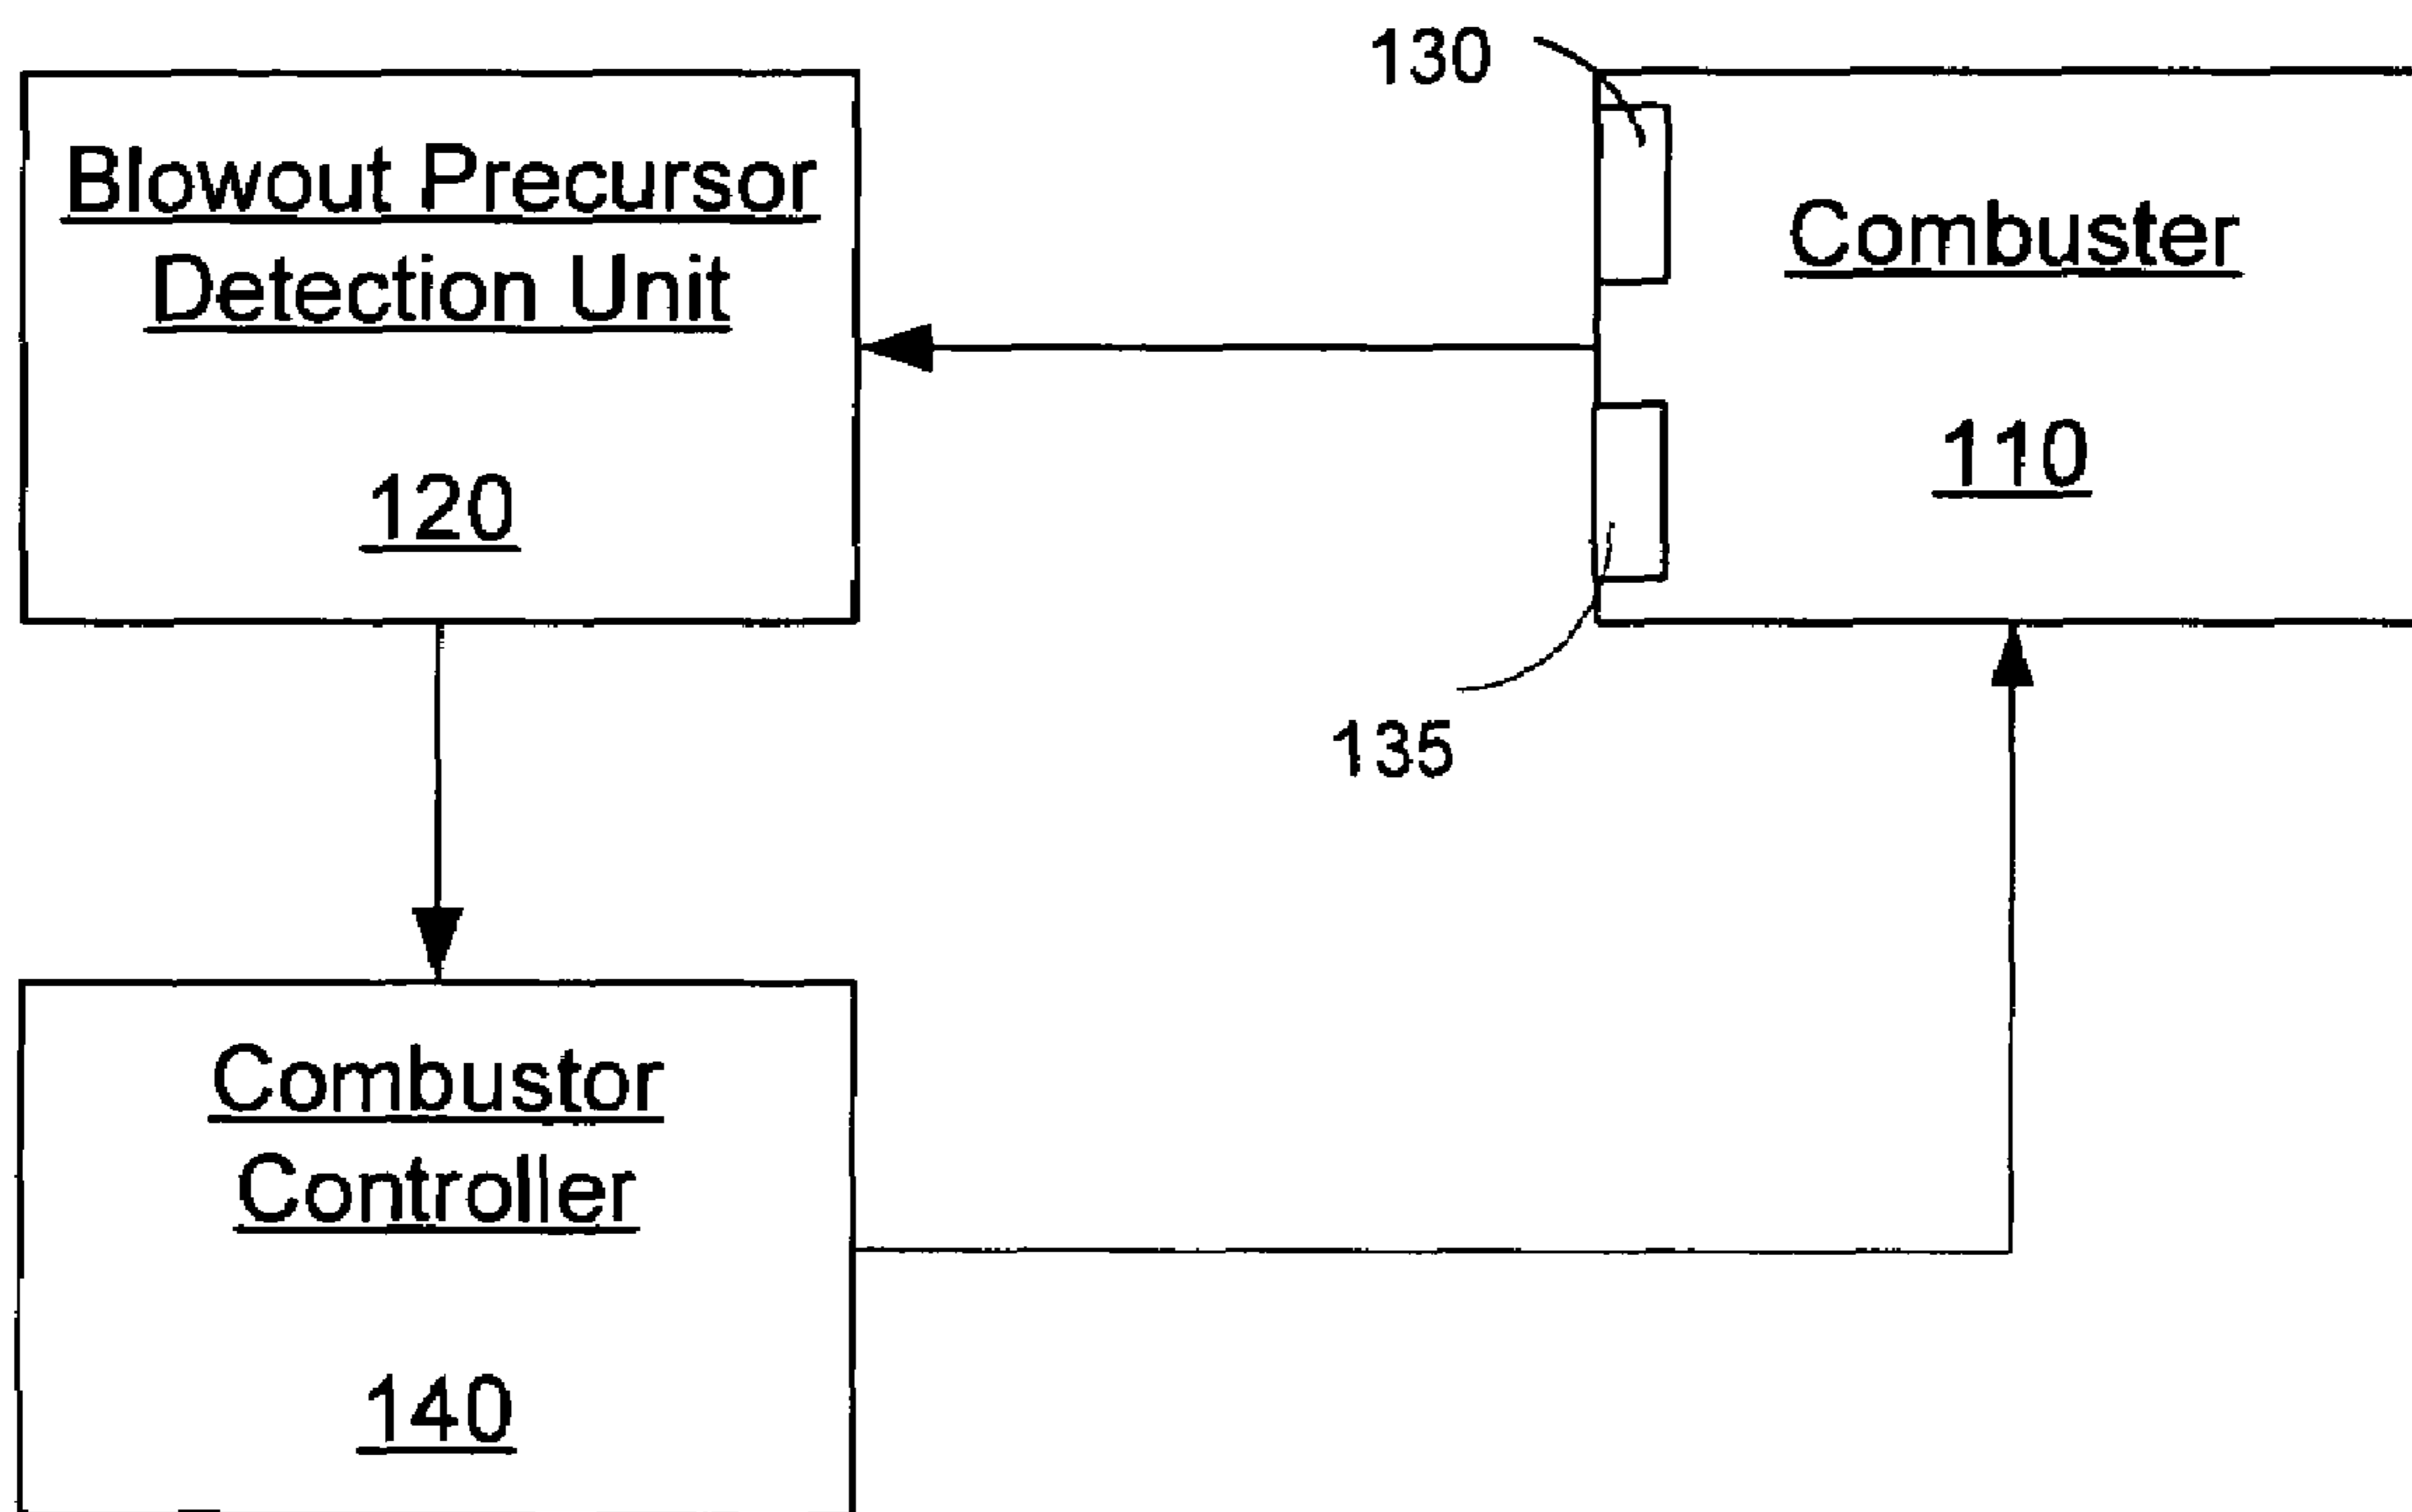 130
Blowout Precursor
Detection Unit
120
Combuster
110
135
Combustor
Controller
140